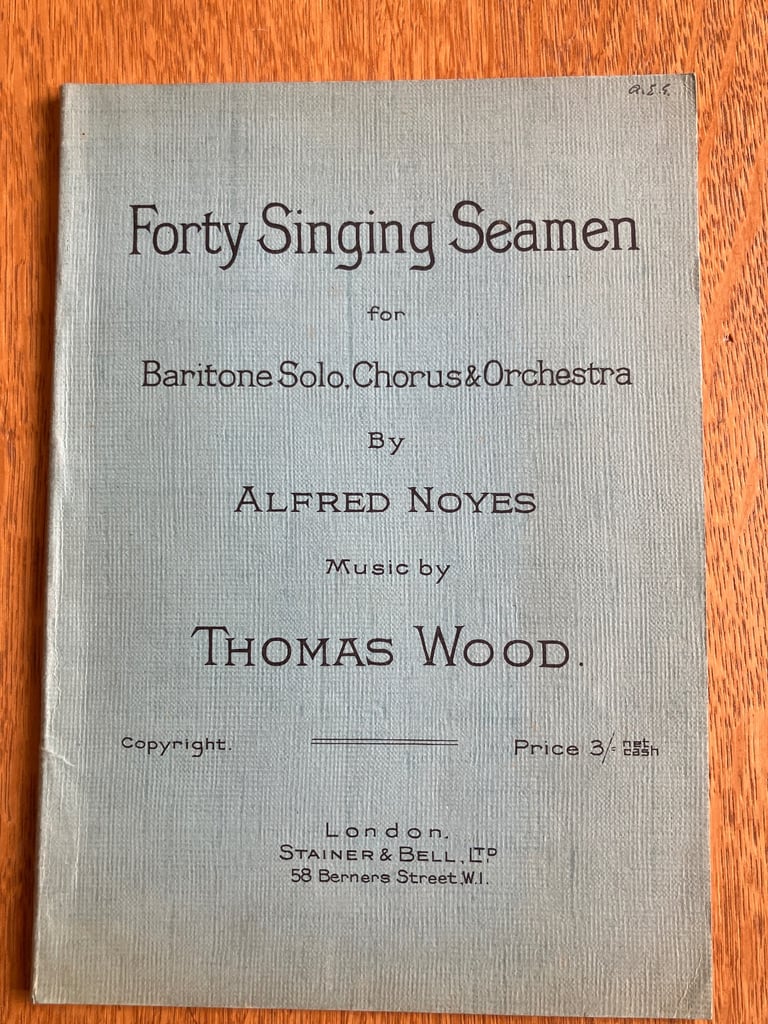 a.E.G.
Forty Singing Seamen
for
Baritone Solo, Chorus & Orchestra
By
ALFRED NOYES
Music by
THOMAS WOOD.
Copyright.
Price 3/- net cash
London.
STAINER & BELL, LTD
58 Berners Street, W.1.